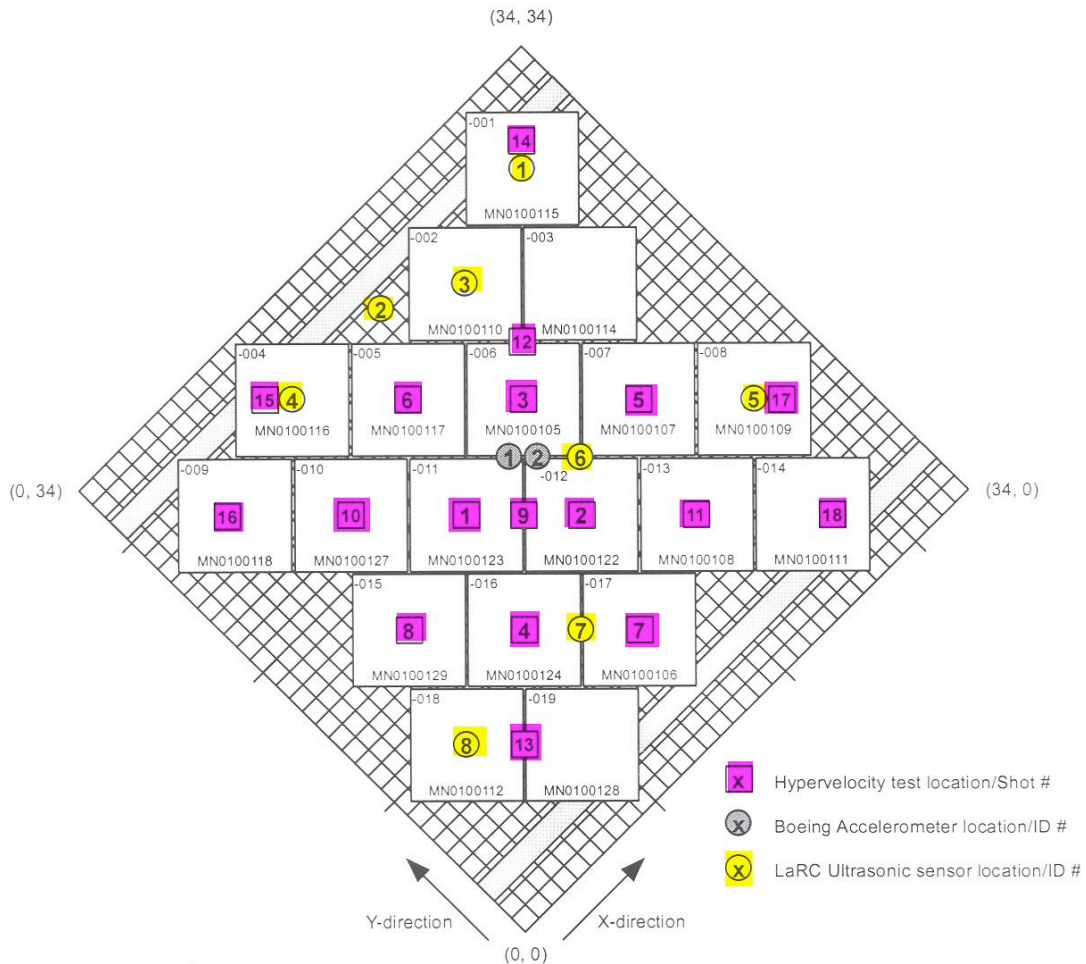 (34, 34)
-001
14
1
MN0100115
-002
-003
3
2
MN0100110
MN0100114
12
-004
-005
-006
-007
-008
15
4
6
3
5
5
17
MN0100116
MN0100117
MN0100105
MN0100107
MN0100109
1
2
6
-009
-010
-011
-012
-013
-014
(0, 34)
(34, 0)
16
10
1
9
2
11
18
MN0100118
MN0100127
MN0100123
MN0100122
MN0100108
MN0100111
-015
-016
-017
8
4
7
7
MN0100129
MN0100124
MN0100106
-018
-019
8
13
MN0100112
MN0100128
x Hypervelocity test location/Shot #
x Boeing Accelerometer location/ID #
x LaRC Ultrasonic sensor location/ID #
Y-direction
X-direction
(0, 0)